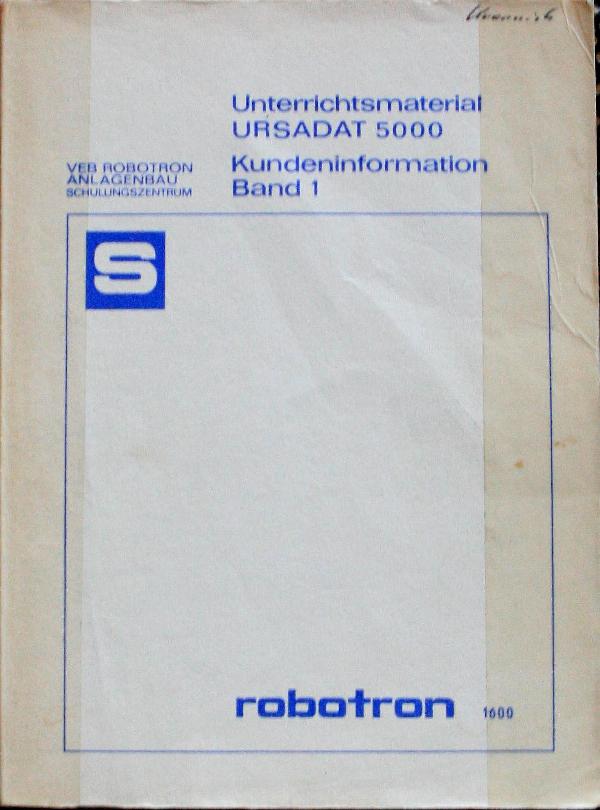 Unterrichtsmaterial
URSADAT 5000
Kundeninformation
Band 1
VEB ROBOTRON
ANLAGENBAU
SCHULUNGSZENTRUM
S
robotron 1600